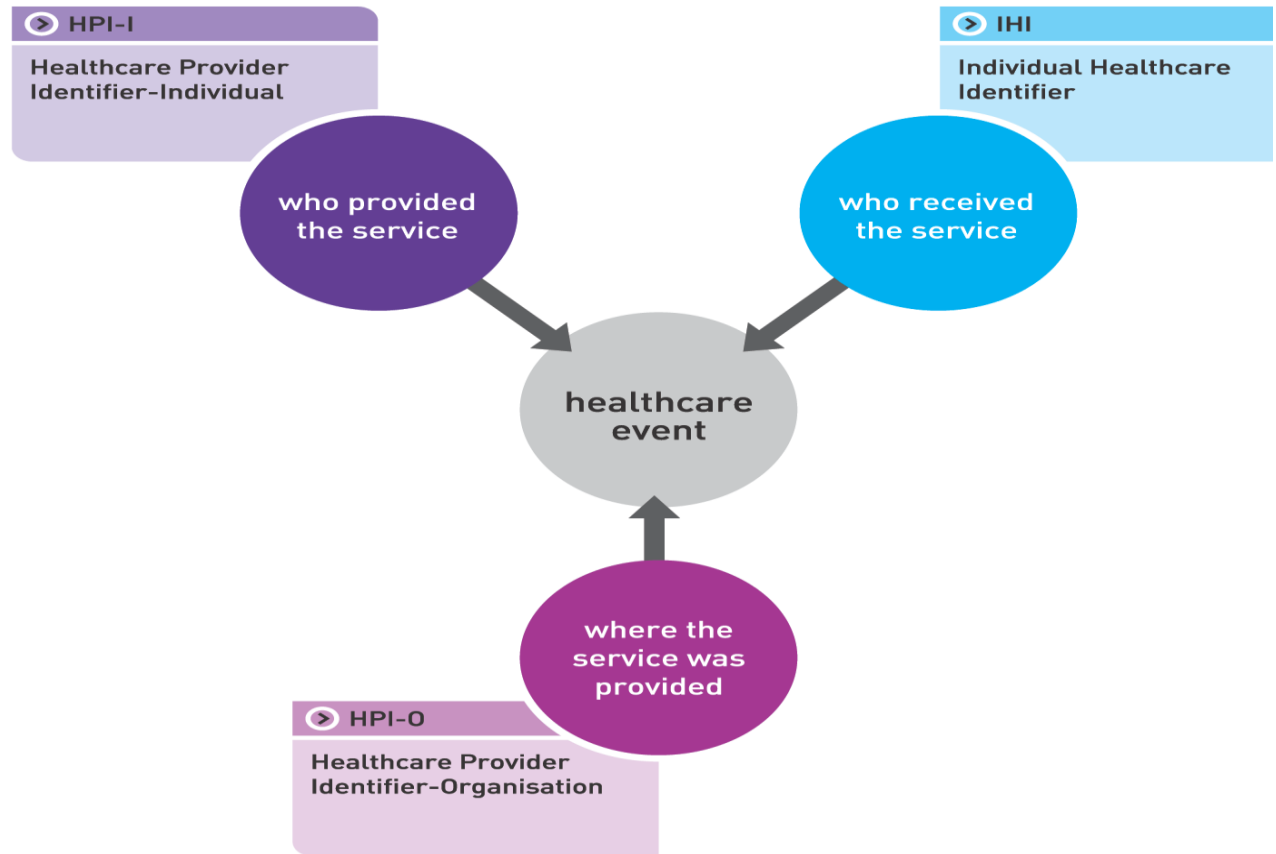 HPI-I
Healthcare Provider
Identifier-Individual
who provided
the service
IHI
Individual Healthcare
Identifier
who received
the service
healthcare
event
where the
service was
provided
HPI-O
Healthcare Provider
Identifier-Organisation